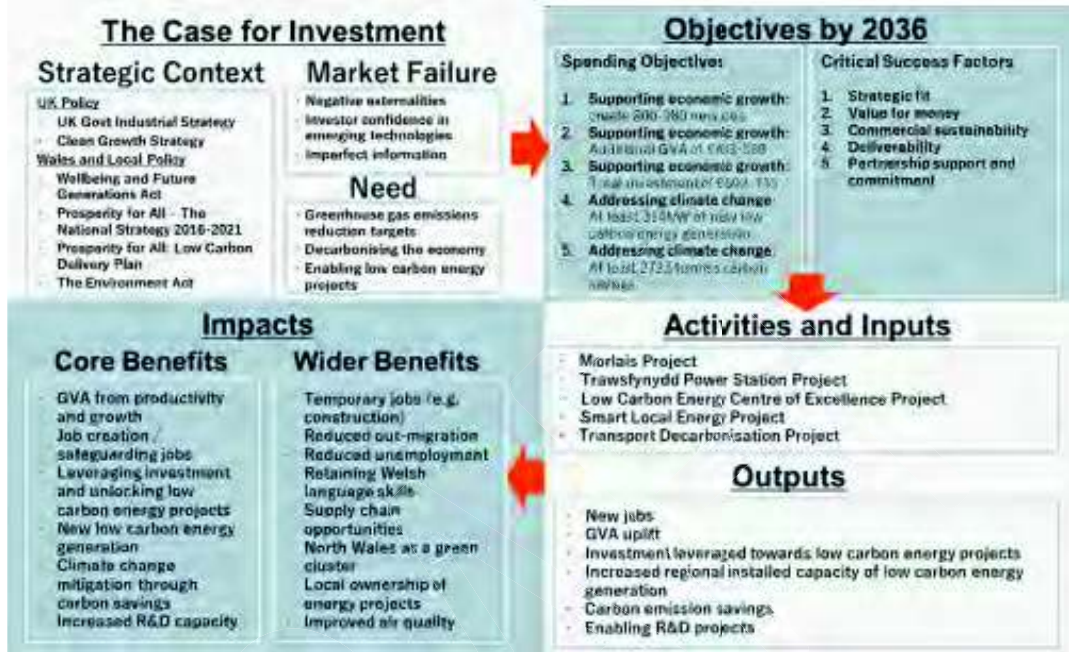 The Case for Investment
Strategic Context
UK Policy
UK Govt Industrial Strategy
Clean Growth Strategy
Wales and Local Policy
Wellbeing and Future
Generations Act
Prosperity for All - The
National Strategy 2016-2021
Prosperity for All: Low Carbon
Delivery Plan
The Environment Act
Market Failure
Negative externalities
Investor confidence in
emerging technologies
Imperfect information
Need
Greenhouse gas emissions
reduction targets
Decarbonising the economy
Enabling low carbon energy
projects
Objectives by 2036
Spending Objectives
1. Supporting economic growth:
2. Supporting economic growth:
Additional GVA of
3. Supporting economic growth:
Total investment of
4. Addressing climate change
At least of new low
carbon energy generation
5. Addressing climate change
At least tonnes carbon
savings
Critical Success Factors
1. Strategic fit
2. Value for money
3. Commercial sustainability
4. Deliverability
5. Partnership support and
commitment
Activities and Inputs
Morlais Project
Trawsfynydd Power Station Project
Low Carbon Energy Centre of Excellence Project
Smart Local Energy Project
Transport Decarbonisation Project
Outputs
New jobs
GVA uplift
Investment leveraged towards low carbon energy projects
Increased regional installed capacity of low carbon energy
generation
Carbon emission savings
Enabling R&D projects
Impacts
Core Benefits
GVA from productivity
and growth
Job creation /
safeguarding jobs
Leveraging investment
and unlocking low
carbon energy projects
New low carbon energy
generation
Climate change
mitigation through
carbon savings
Increased R&D capacity
Wider Benefits
Temporary jobs (e.g.
construction)
Reduced out-migration
Reduced unemployment
Retaining Welsh
language skills
Supply chain
opportunities
North Wales as a green
cluster
Local ownership of
energy projects
Improved air quality